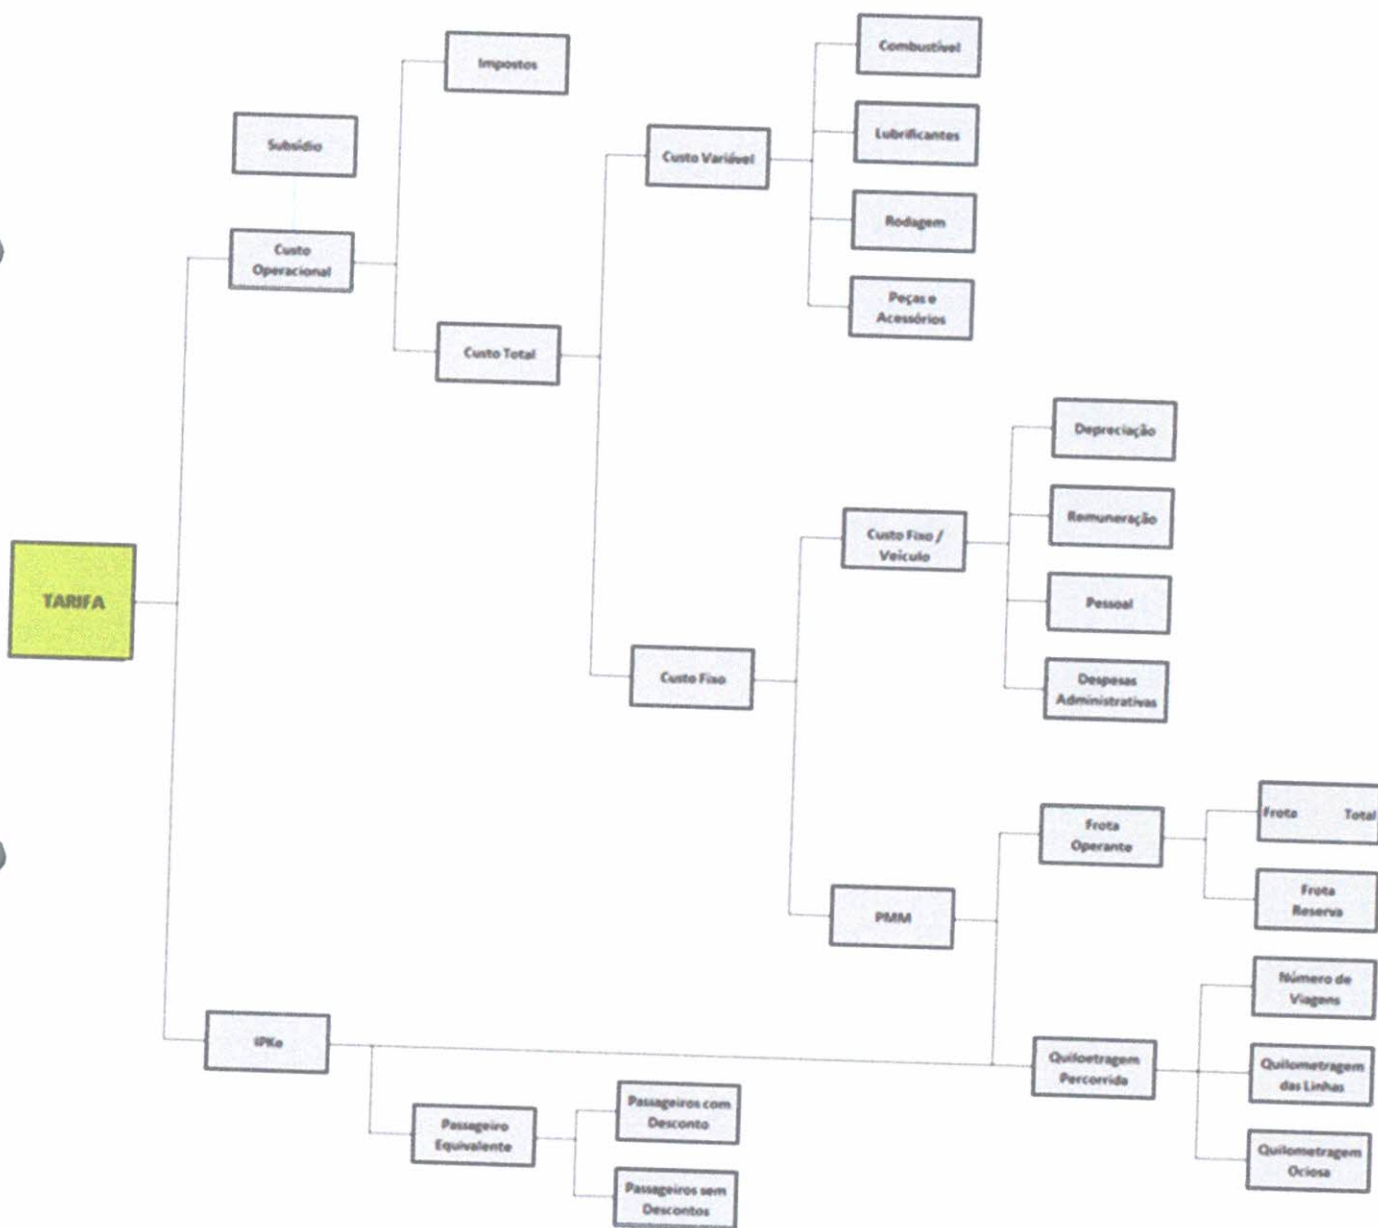 Combustível
Impostos
Subsídio
Lubrificantes
Custo Variável
Custo
Operacional
Rodagem
Peças e
Acessórios
Custo Total
Depreciação
Remuneração
Custo Fixo /
Veículo
TARIFA
Pessoal
Custo Fixo
Despesas
Administrativas
Frota Total
Frota
Operante
Frota
Reserva
PMM
Número de
Viagens
IPKe
Quiloetragem
Percorrida
Quilometragem
das Linhas
Passageiros com
Desconto
Passageiro
Equivalente
Quilometragem
Ociosa
Passageiros sem
Descontos